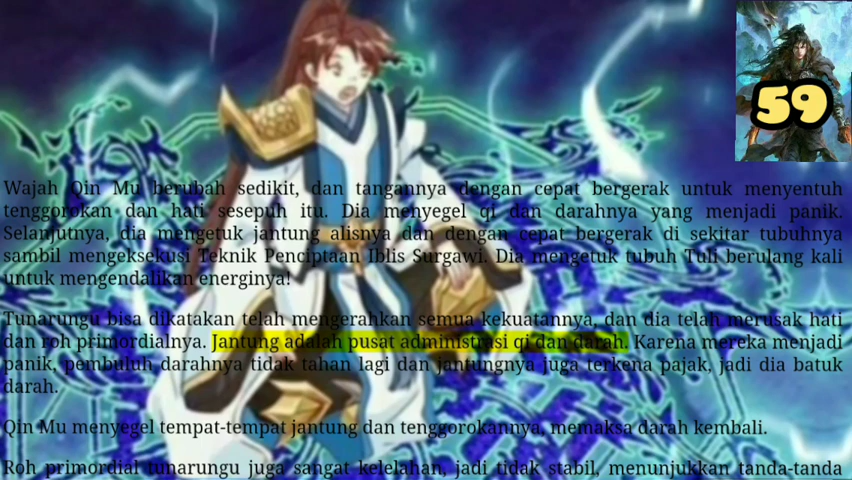 59
Wajah Qin Mu berubah sedikit, dan tangannya dengan cepat bergerak untuk menyentuh
tenggorokan dan hati sesepuh itu. Dia menyegel qi dan darahnya yang menjadi panik.
Selanjutnya, dia mengetuk jantung alisnya dan dengan cepat bergerak di sekitar tubuhnya
sambil mengeksekusi Teknik Penciptaan Iblis Surgawi. Dia mengetuk tubuh Tuli berulang kali
untuk mengendalikan energinya!
Tunarungu bisa dikatakan telah mengerahkan semua kekuatannya, dan dia telah merusak hati
dan roh primordialnya. Jantung adalah pusat administrasi qi dan darah. Karena mereka menjadi
panik, pembuluh darahnya tidak tahan lagi dan jantungnya juga terkena pajak, jadi dia batuk
darah.
Qin Mu menyegel tempat-tempat jantung dan tenggorokannya, memaksa darah kembali.
Roh primordial tunarungu juga sangat kelelahan, jadi tidak stabil, menunjukkan tanda-tanda